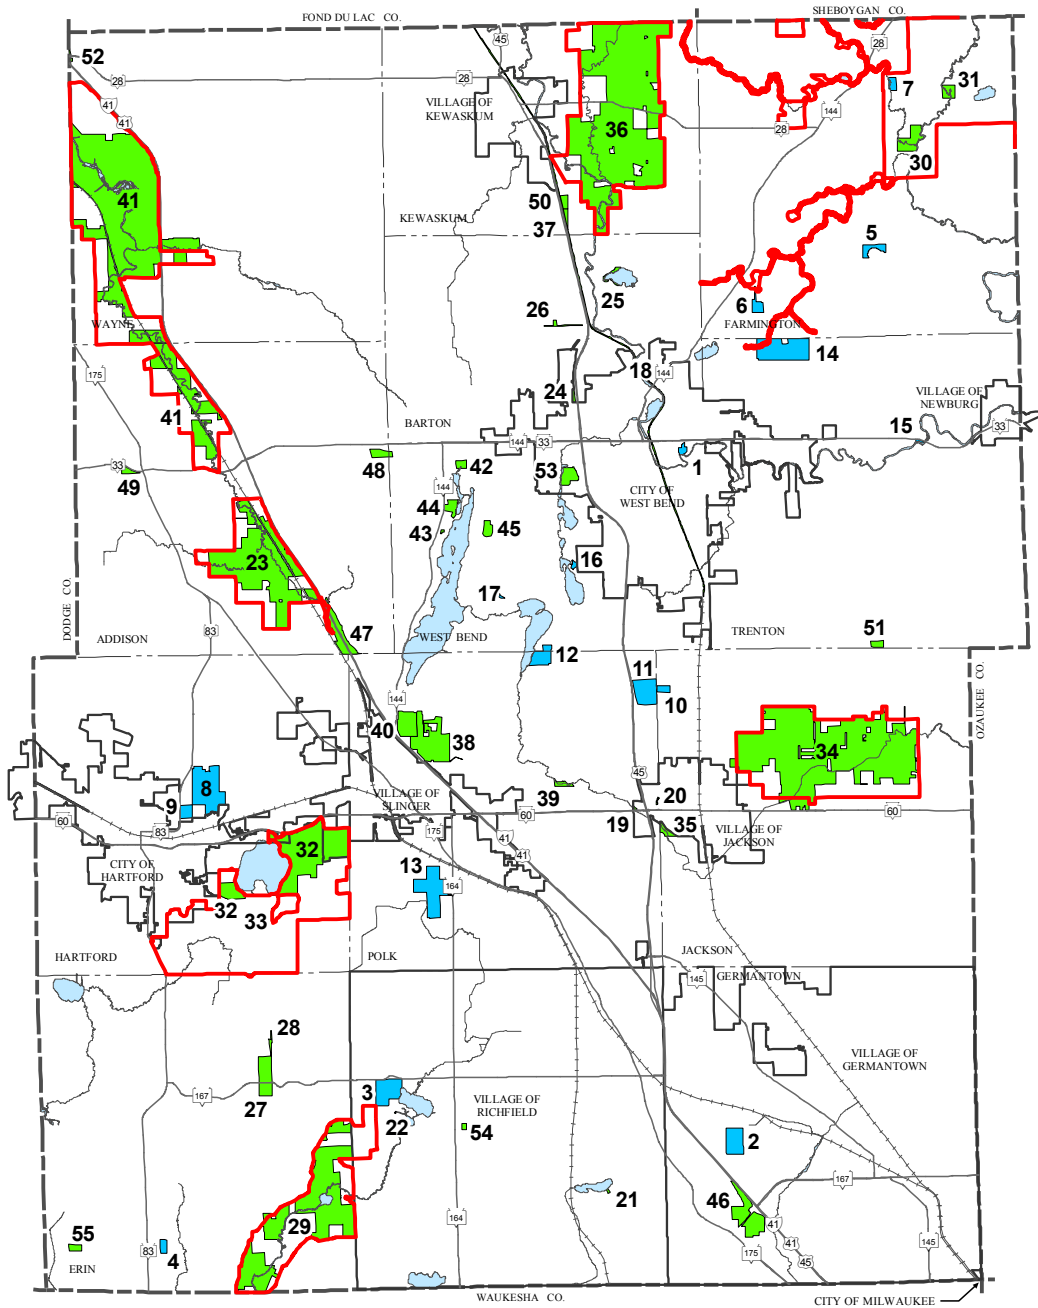 FOND DU LAC CO.
SHEBOYGAN CO.
45
28
52
28
28
31
7
41
VILLAGE OF
KEWASKUM
144
41
28
36
30
41
50
KEWASKUM
37
5
25
6
26
WAYNE
FARMINGTON
14
175
18
144
24
VILLAGE OF
NEWBURG
41
BARTON
15
33
144
33
48
1
33
42
53
49
144
CITY OF
WEST BEND
44
43
45
23
16
17
DODGE CO.
83
ADDISON
47
WEST BEND
TRENTON
51
12
11
10
OZAUKEE CO.
144
40
38
34
45
8
39
20
VILLAGE OF
SLINGER
9
60
60
60
83
175
19
35
VILLAGE OF
JACKSON
41
32
41
CITY OF
HARTFORD
13
164
32
33
HARTFORD
POLK
JACKSON
GERMANTOWN
145
28
VILLAGE OF
GERMANTOWN
167
3
27
VILLAGE OF
RICHFIELD
22
54
2
167
21
46
29
164
55
41
83
4
175
41
45
145
ERIN
WAUKESHA CO.
CITY OF MILWAUKEE